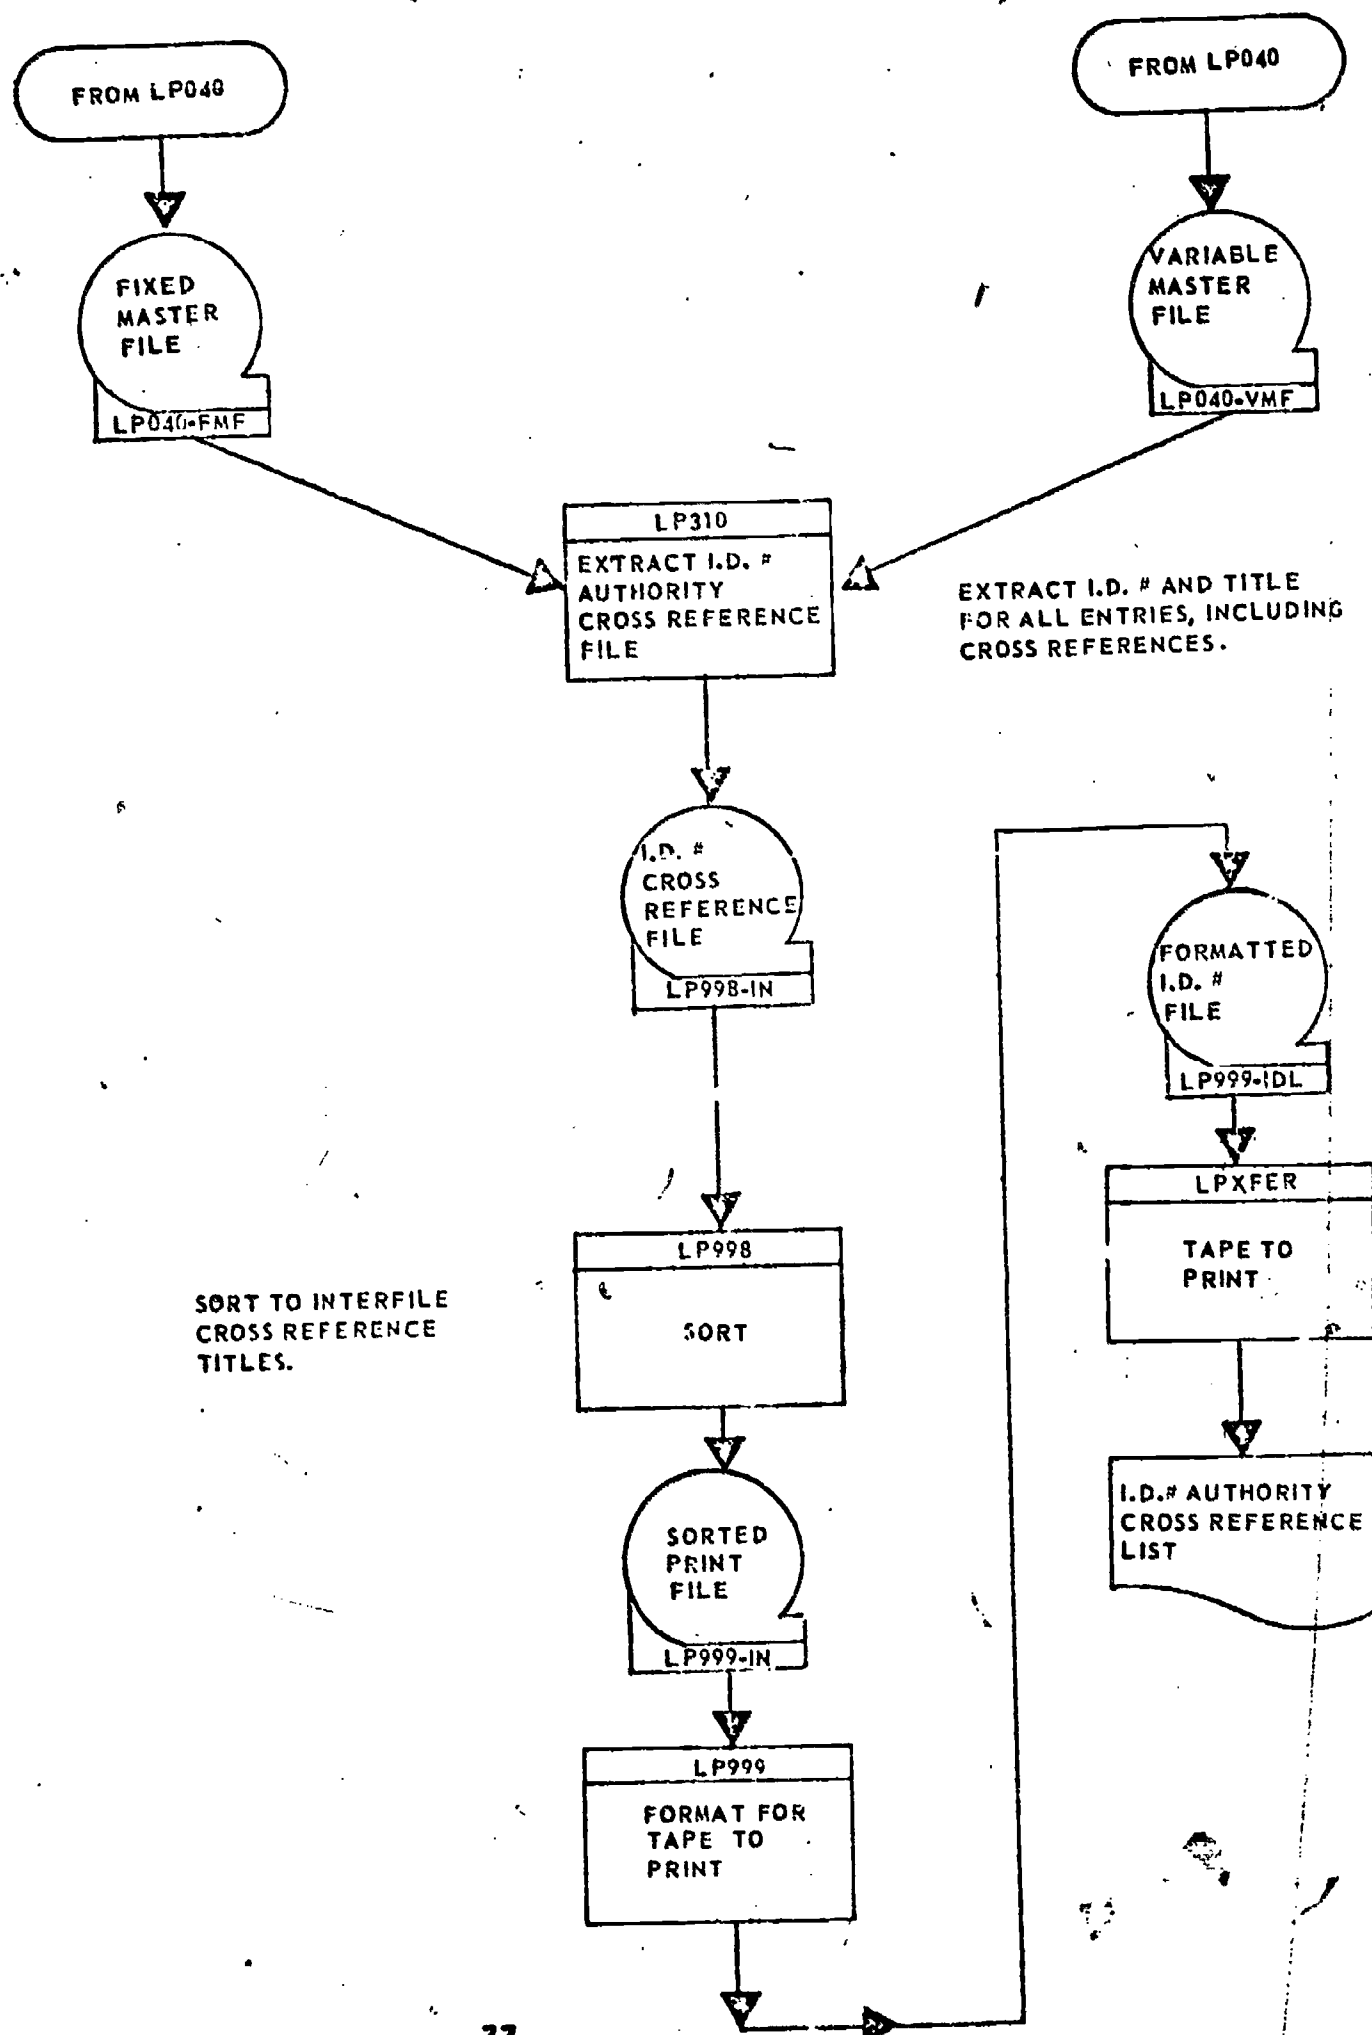 FROM LP040
FROM LP040
FIXED
MASTER
FILE
LP040-FMF
VARIABLE
MASTER
FILE
LP040-VMF
LP310
EXTRACT I.D. #
AUTHORITY
CROSS REFERENCE
FILE
EXTRACT I.D. # AND TITLE
FOR ALL ENTRIES, INCLUDING
CROSS REFERENCES.
I.D. #
CROSS
REFERENCE
FILE
LP998-IN
LP998
SORT
SORT TO INTERFILE
CROSS REFERENCE
TITLES.
SORTED
PRINT
FILE
LP999-IN
LP999
FORMAT FOR
TAPE TO
PRINT
FORMATTED
I.D. #
FILE
LP999-IDL
LPXFER
TAPE TO
PRINT
I.D.# AUTHORITY
CROSS REFERENCE
LIST